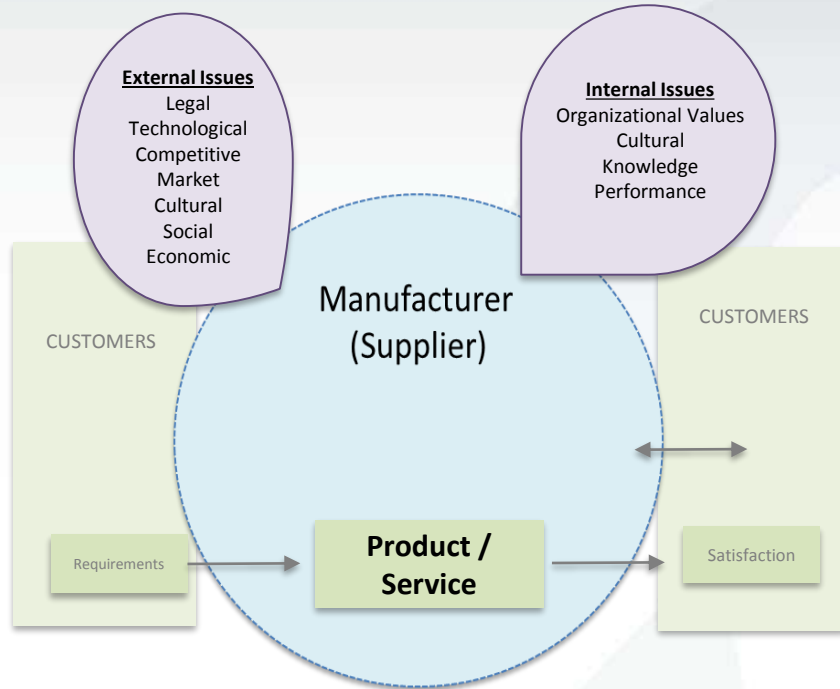 External Issues
Legal
Technological
Competitive
Market
Cultural
Social
Economic
Internal Issues
Organizational Values
Cultural
Knowledge
Performance
Manufacturer
(Supplier)
CUSTOMERS
CUSTOMERS
Requirements
Product /
Service
Satisfaction